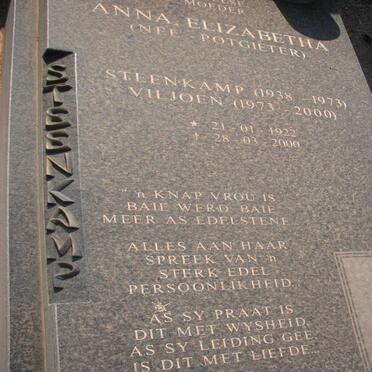 MOEDER
ANNA ELIZABETHA
(NEE POTGIETER)
STEENKAMP (1938 - 1973)
VILJOEN (1973 - 2000)
* 21 - 01 - 1922
† 28 - 03 - 2000
STEENKAMP
"'n KNAP VROU IS
BAIE WERD, BAIE
MEER AS EDELSTENE.
ALLES AAN HAAR
SPREEK VAN 'n
STERK EDEL
PERSOONLIKHEID.
AS SY PRAAT IS
DIT MET WYSHEID,
AS SY LEIDING GEE
IS DIT MET LIEFDE...